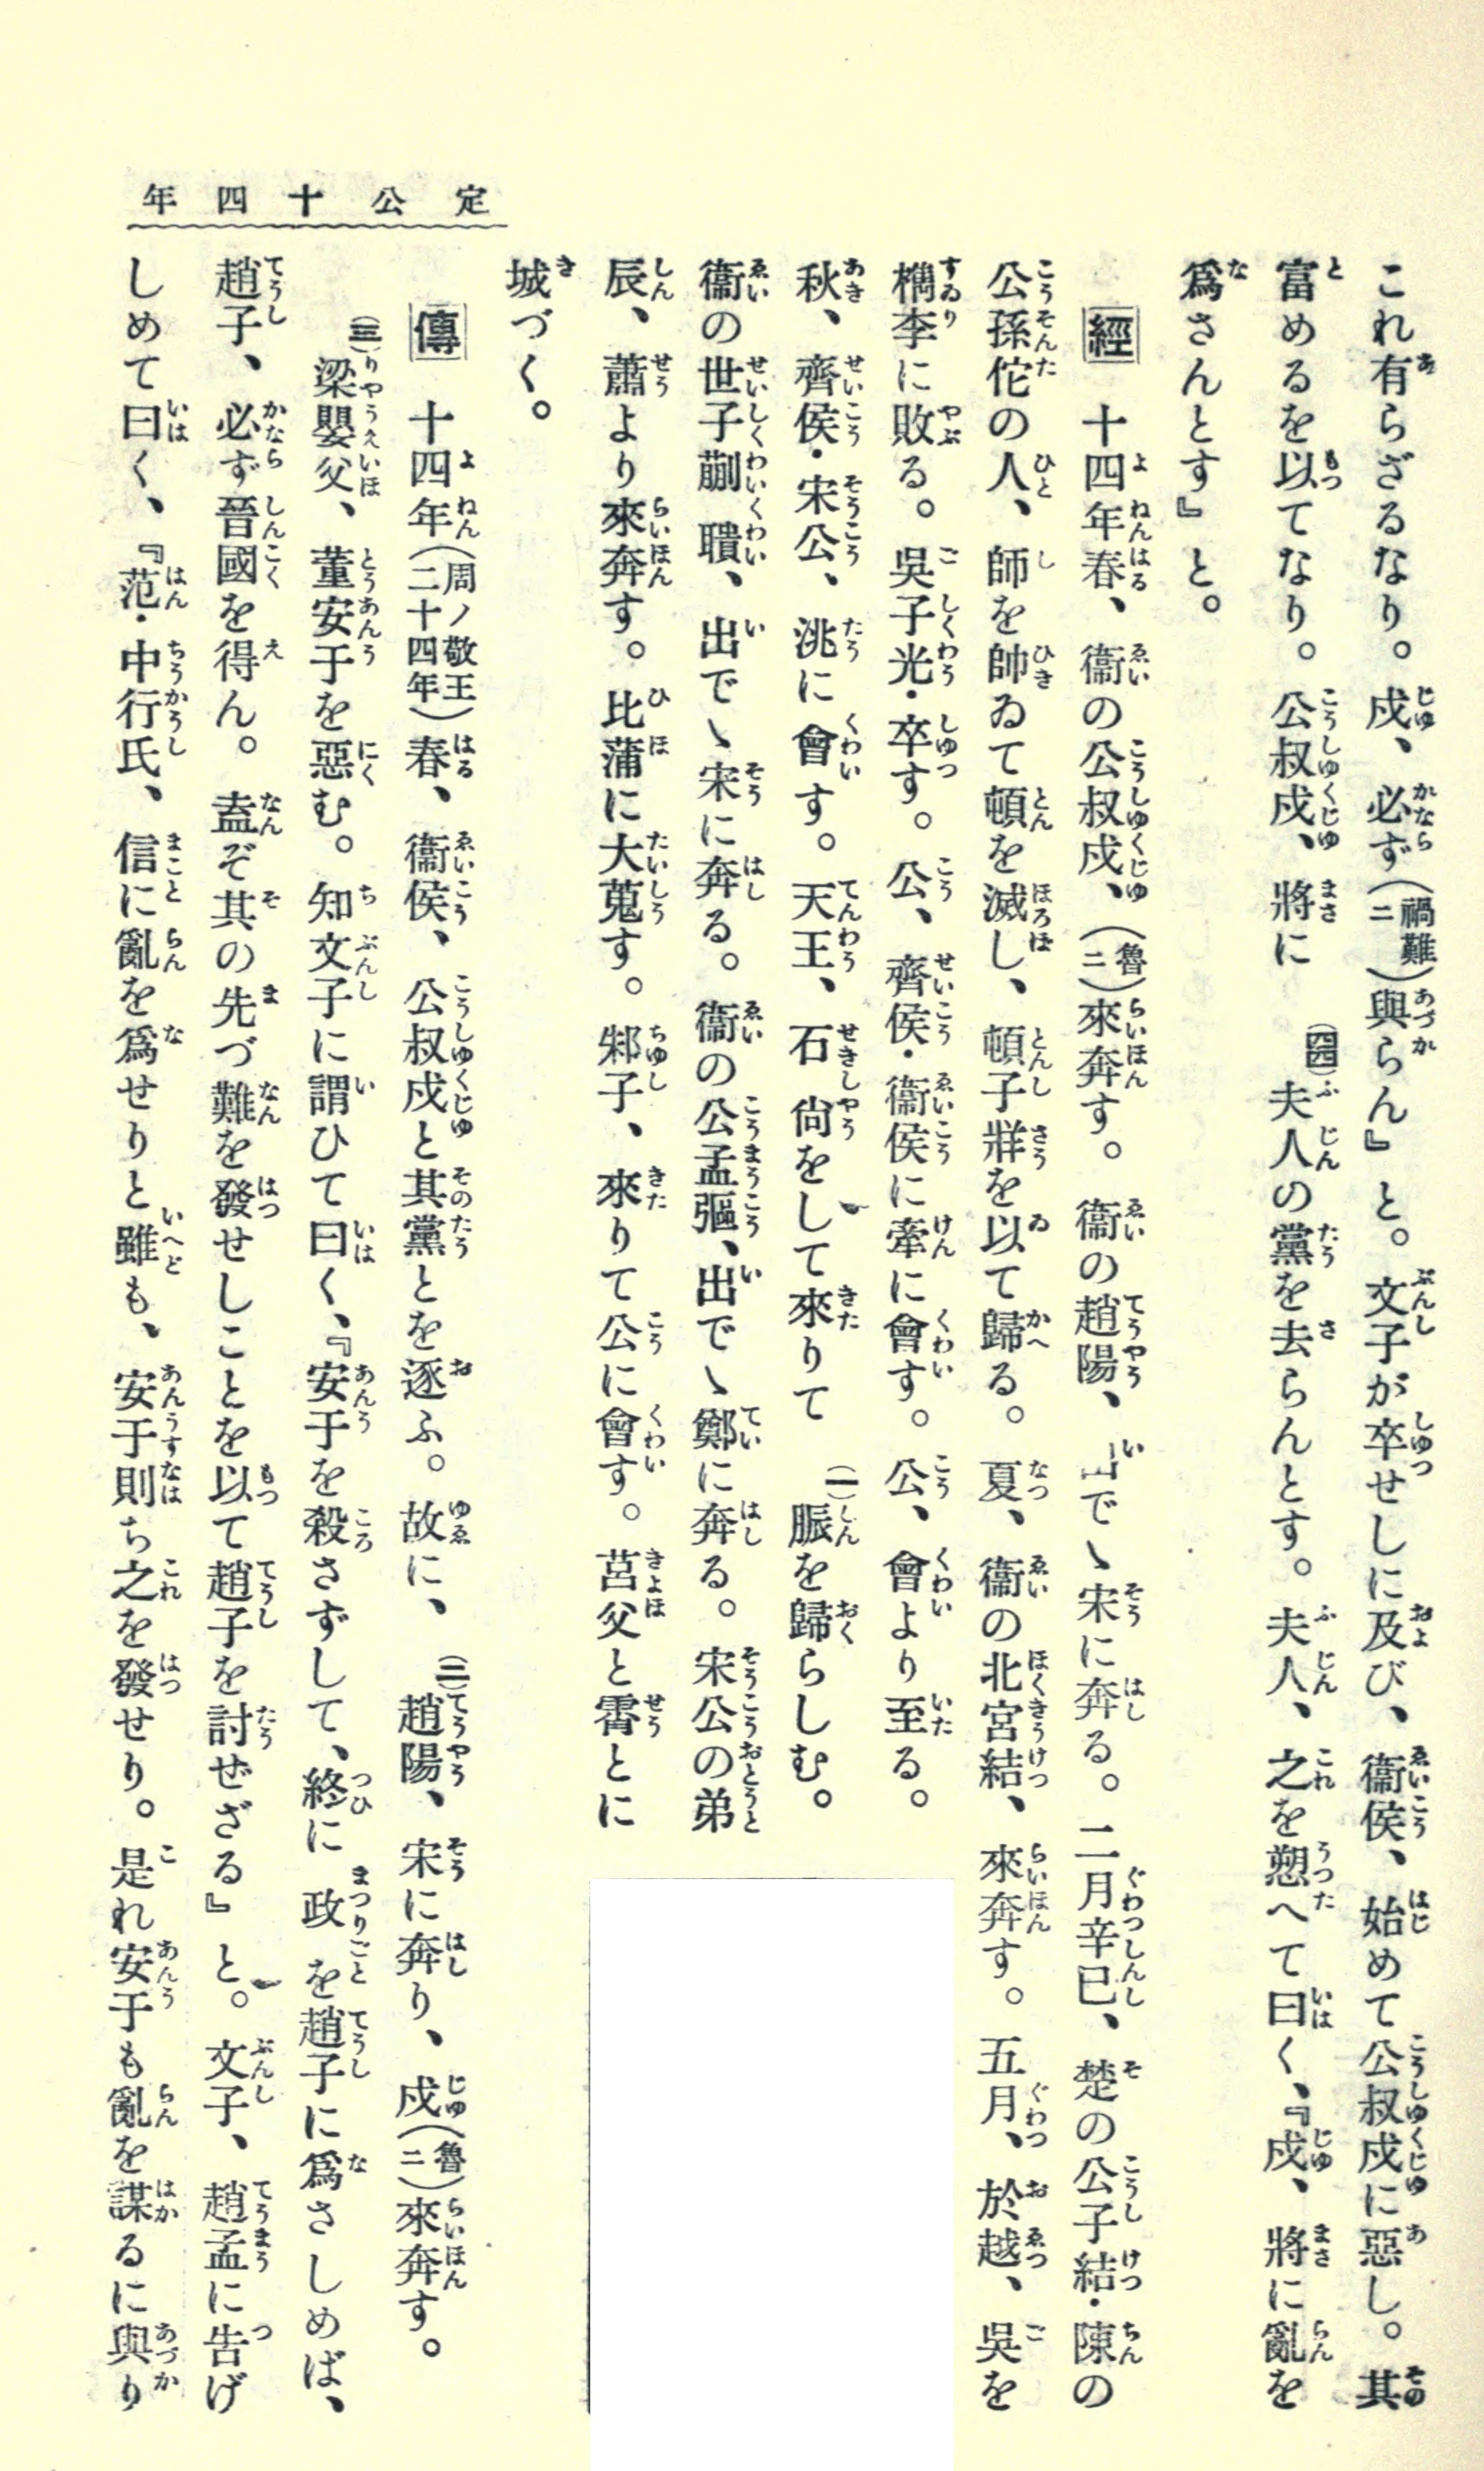 定公十四年
これ有らざるなり。戍、必ず(禍難ニ)與らん』と。文子が卒せしに及び、衞侯、始めて公叔戍に惡し。其
富めるを以てなり。公叔戍、將に(四)夫人の黨を去らんとす。夫人、之を愬へて曰く、『戍、將に亂を
爲さんとす』と。
經 十四年春、衞の公叔戍、(魯ニ)來奔す。衞の趙陽、出でゝ宋に奔る。二月辛巳、楚の公子結・陳の
公孫佗の人、師を帥ゐて頓を滅し、頓子牂を以て歸る。夏、衞の北宮結、來奔す。五月、於越、吳を
檇李に敗る。吳子光・卒す。公、齊侯・衞侯に牽に會す。公、會より至る。
秋、齊侯・宋公、洮に會す。天王、石尙をして來りて(一)脤を歸らしむ。
衞の世子蒯聵、出でゝ宋に奔る。衞の公孟彄、出でゝ鄭に奔る。宋公の弟
辰、蕭より來奔す。比蒲に大蒐す。邾子、來りて公に會す。莒父と霄とに
城づく。
傳 十四年(周ノ敬王二十四年)春、衞侯、公叔戍と其黨とを逐ふ。故に、(二)趙陽、宋に奔り、戍(魯ニ)來奔す。
(三)梁嬰父、董安于を惡む。知文子に謂ひて曰く、『安于を殺さずして、終に政を趙子に爲さしめば、
趙子、必ず晉國を得ん。盍ぞ其の先づ難を發せしことを以て趙子を討ぜざる』と。文子、趙孟に告げ
しめて曰く、『范・中行氏、信に亂を爲せりと雖も、安于則ち之を發せり。是れ安于も亂を謀るに與り